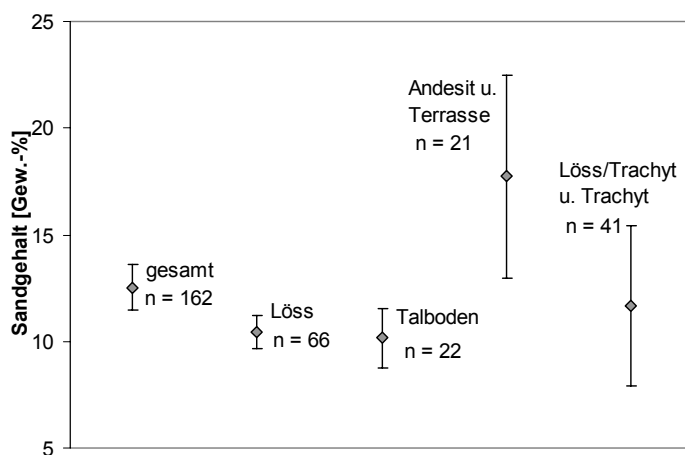 Sandgehalt [Gew.-%]
25
20
15
10
5
gesamt
n = 162
Löss
n = 66
Talboden
n = 22
Andesit u.
Terrasse
n = 21
Löss/Trachyt
u. Trachyt
n = 41